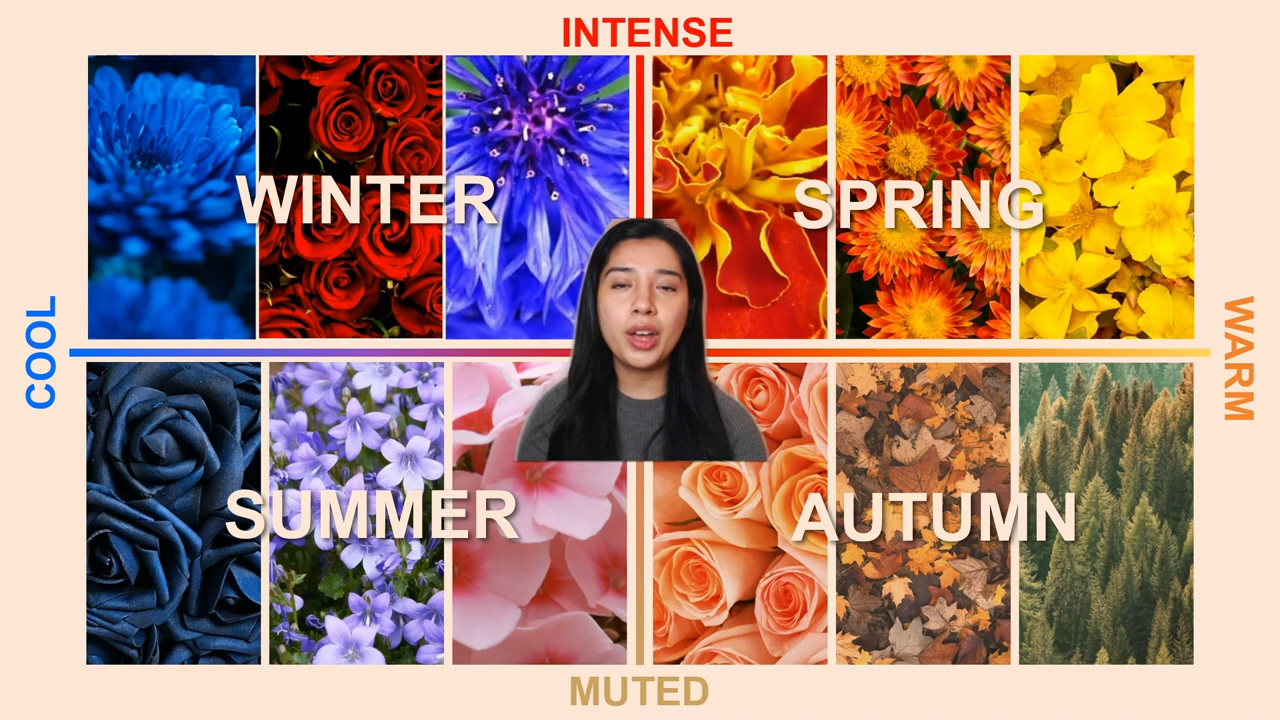 INTENSE
WINTER
SPRING
COOL
WARM
SUMMER
AUTUMN
MUTED